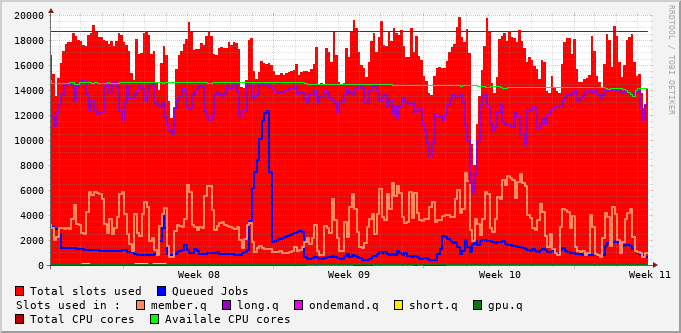 20000
18000
16000
14000
12000
10000
8000
6000
4000
2000
0
Week 08 Week 09 Week 10 Week 11
RRDTOOL / TOBI OETIKER
Total slots used Queued Jobs
Slots used in : member.q long.q ondemand.q short.q gpu.q
Total CPU cores Availale CPU cores